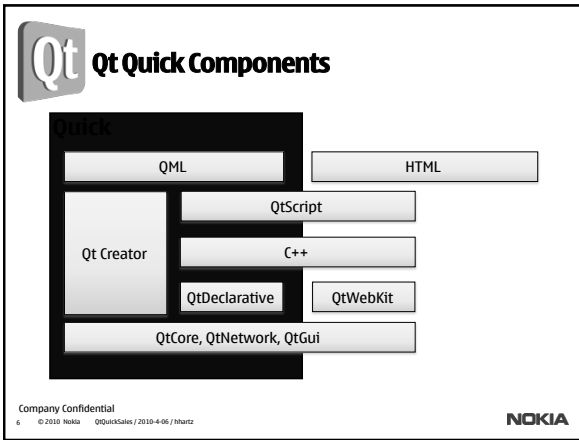 Qt
Qt Quick Components
Quick
QML
HTML
QtScript
Qt Creator
C++
QtDeclarative
QtWebKit
QtCore, QtNetwork, QtGui
Company Confidential
6 © 2010 Nokia QtQuickSales / 2010-4-06 / hhartz
NOKIA